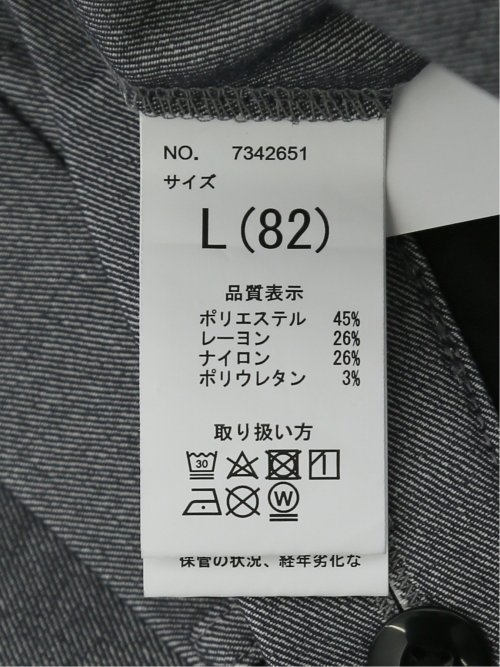 NO. 7342651
サイズ
L(82)
品質表示
ポリエステル 45%
レーヨン 26%
ナイロン 26%
ポリウレタン 3%
取り扱い方
30
W
保管の状況、経年劣化な